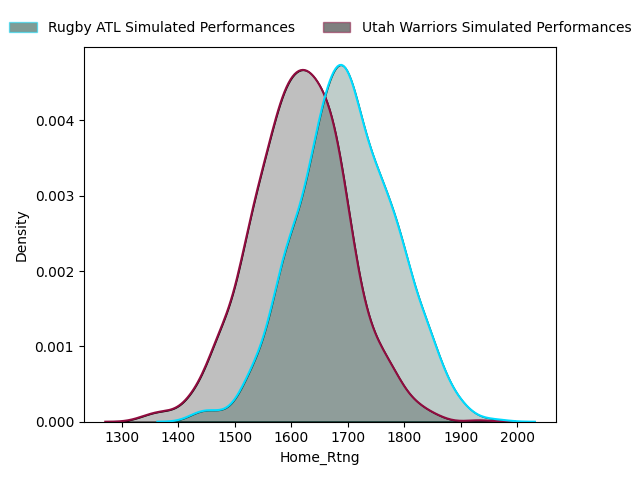 Rugby ATL Simulated Performances Utah Warriors Simulated Performances
Density
0.004
0.003
0.002
0.001
0.000
1300 1400 1500 1600 1700 1800 1900 2000
Home_Rtng